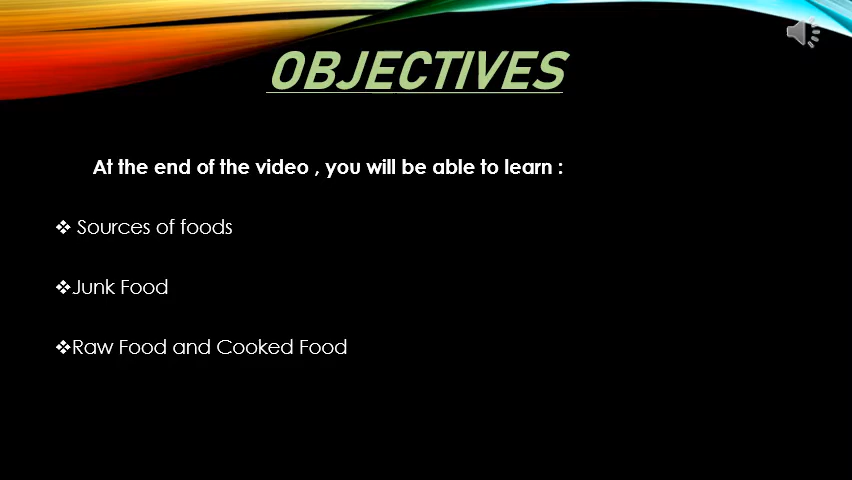 OBJECTIVES
At the end of the video , you will be able to learn :
❖ Sources of foods
❖Junk Food
❖Raw Food and Cooked Food